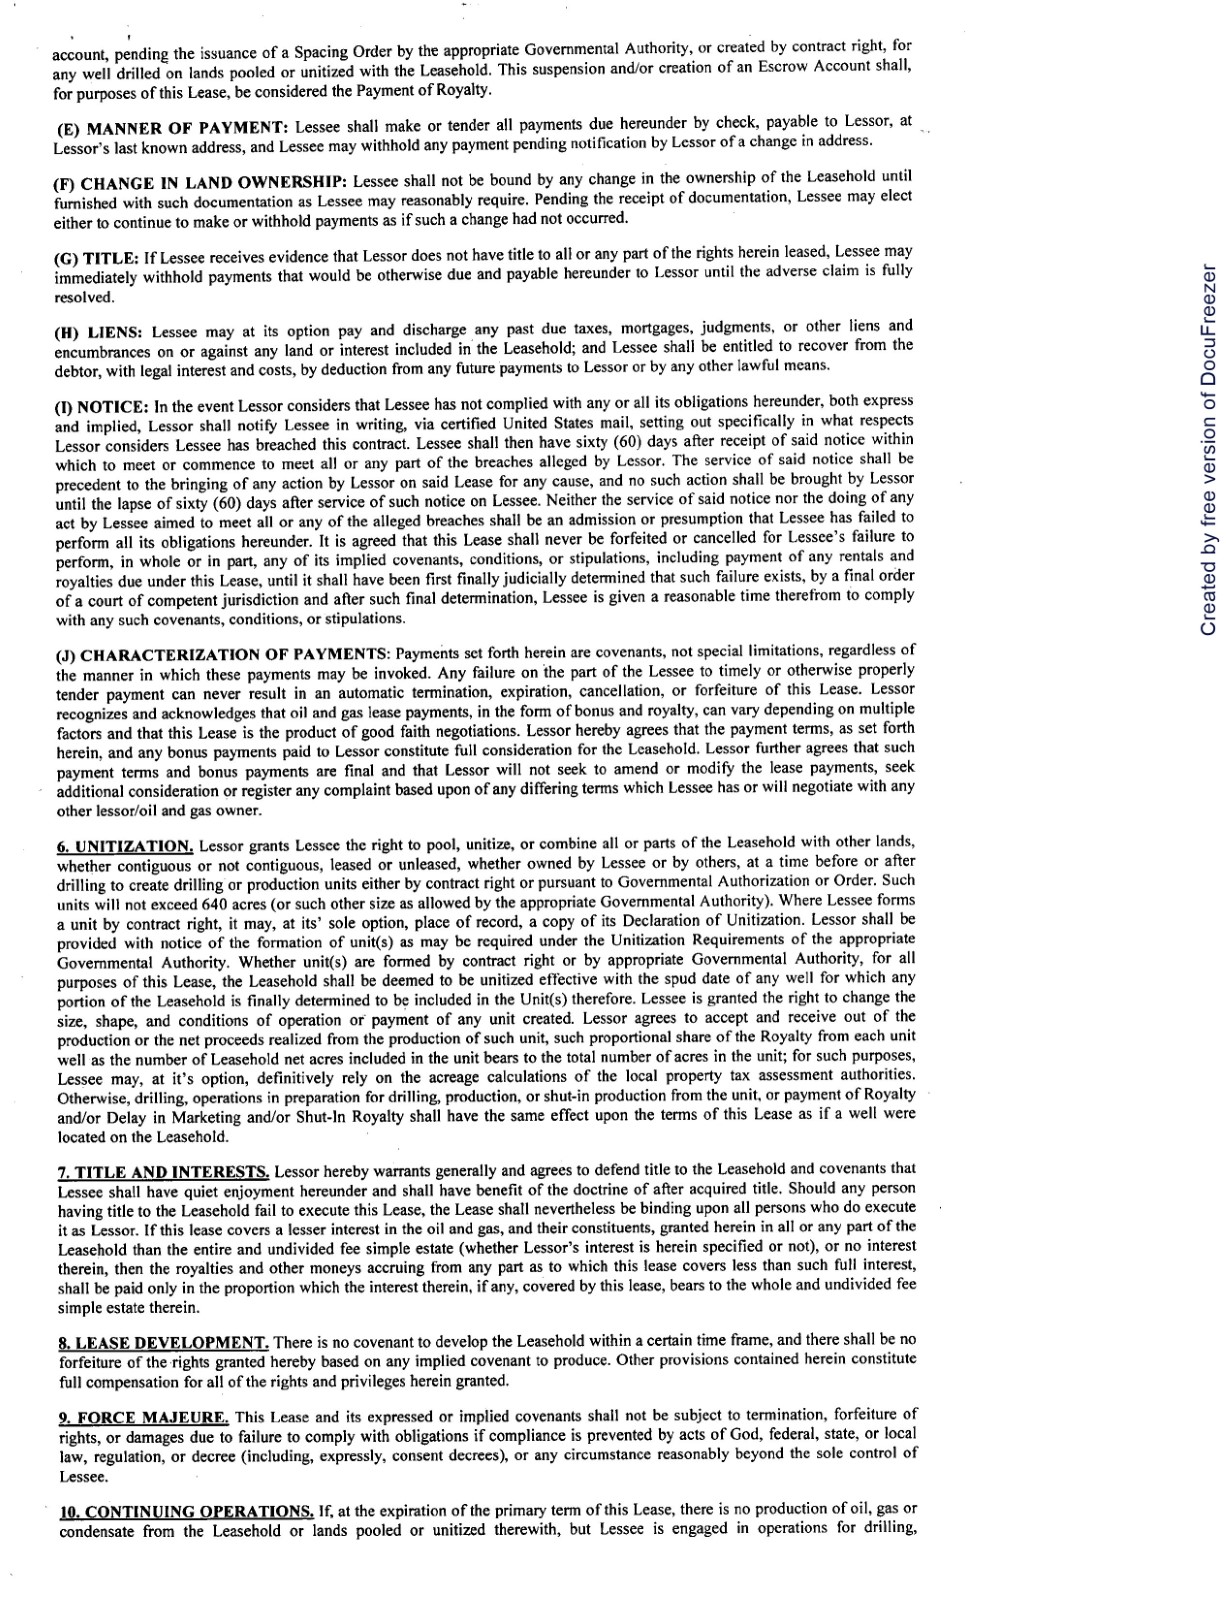 account, pending the issuance of a Spacing Order by the appropriate Governmental Authority, or created by contract right, for
any well drilled on lands pooled or unitized with the Leasehold. This suspension and/or creation of an Escrow Account shall,
for purposes of this Lease, be considered the Payment of Royalty.
(E) MANNER OF PAYMENT: Lessee shall make or tender all payments due hereunder by check, payable to Lessor, at
Lessor's last known address, and Lessee may withhold any payment pending notification by Lessor of a change in address.
(F) CHANGE IN LAND OWNERSHIP: Lessee shall not be bound by any change in the ownership of the Leasehold until
furnished with such documentation as Lessee may reasonably require. Pending the receipt of documentation, Lessee may elect
either to continue to make or withhold payments as if such a change had not occurred.
(G) TITLE: If Lessee receives evidence that Lessor does not have title to all or any part of the rights herein leased, Lessee may
immediately withhold payments that would be otherwise due and payable hereunder to Lessor until the adverse claim is fully
resolved.
(H) LIENS: Lessee may at its option pay and discharge any past due taxes, mortgages, judgments, or other liens and
encumbrances on or against any land or interest included in the Leasehold; and Lessee shall be entitled to recover from the
debtor, with legal interest and costs, by deduction from any future payments to Lessor or by any other lawful means.
(I) NOTICE: In the event Lessor considers that Lessee has not complied with any or all its obligations hereunder, both express
and implied, Lessor shall notify Lessee in writing, via certified United States mail, setting out specifically in what respects
Lessor considers Lessee has breached this contract. Lessee shall then have sixty (60) days after receipt of said notice within
which to meet or commence to meet all or any part of the breaches alleged by Lessor. The service of said notice shall be
precedent to the bringing of any action by Lessor on said Lease for any cause, and no such action shall be brought by Lessor
until the lapse of sixty (60) days after service of such notice on Lessee. Neither the service of said notice nor the doing of any
act by Lessee aimed to meet all or any of the alleged breaches shall be an admission or presumption that Lessee has failed to
perform all its obligations hereunder. It is agreed that this Lease shall never be forfeited or cancelled for Lessee's failure to
perform, in whole or in part, any of its implied covenants, conditions, or stipulations, including payment of any rentals and
royalties due under this Lease, until it shall have been first finally judicially determined that such failure exists, by a final order
of a court of competent jurisdiction and after such final determination, Lessee is given a reasonable time therefrom to comply
with any such covenants, conditions, or stipulations.
(J) CHARACTERIZATION OF PAYMENTS: Payments set forth herein are covenants, not special limitations, regardless of
the manner in which these payments may be invoked. Any failure on the part of the Lessee to timely or otherwise properly
tender payment can never result in an automatic termination, expiration, cancellation, or forfeiture of this Lease. Lessor
recognizes and acknowledges that oil and gas lease payments, in the form of bonus and royalty, can vary depending on multiple
factors and that this Lease is the product of good faith negotiations. Lessor hereby agrees that the payment terms, as set forth
herein, and any bonus payments paid to Lessor constitute full consideration for the Leasehold. Lessor further agrees that such
payment terms and bonus payments are final and that Lessor will not seek to amend or modify the lease payments, seek
additional consideration or register any complaint based upon of any differing terms which Lessee has or will negotiate with any
other lessor/oil and gas owner.
6. UNITIZATION. Lessor grants Lessee the right to pool, unitize, or combine all or parts of the Leasehold with other lands,
whether contiguous or not contiguous, leased or unleased, whether owned by Lessee or by others, at a time before or after
drilling to create drilling or production units either by contract right or pursuant to Governmental Authorization or Order. Such
units will not exceed 640 acres (or such other size as allowed by the appropriate Governmental Authority). Where Lessee forms
a unit by contract right, it may, at its' sole option, place of record, a copy of its Declaration of Unitization. Lessor shall be
provided with notice of the formation of unit(s) as may be required under the Unitization Requirements of the appropriate
Governmental Authority. Whether unit(s) are formed by contract right or by appropriate Governmental Authority, for all
purposes of this Lease, the Leasehold shall be deemed to be unitized effective with the spud date of any well for which any
portion of the Leasehold is finally determined to be included in the Unit(s) therefore. Lessee is granted the right to change the
size, shape, and conditions of operation or payment of any unit created. Lessor agrees to accept and receive out of the
production or the net proceeds realized from the production of such unit, such proportional share of the Royalty from each unit
well as the number of Leasehold net acres included in the unit bears to the total number of acres in the unit; for such purposes,
Lessee may, at it's option, definitively rely on the acreage calculations of the local property tax assessment authorities.
Otherwise, drilling, operations in preparation for drilling, production, or shut-in production from the unit, or payment of Royalty
and/or Delay in Marketing and/or Shut-In Royalty shall have the same effect upon the terms of this Lease as if a well were
located on the Leasehold.
7. TITLE AND INTERESTS. Lessor hereby warrants generally and agrees to defend title to the Leasehold and covenants that
Lessee shall have quiet enjoyment hereunder and shall have benefit of the doctrine of after acquired title. Should any person
having title to the Leasehold fail to execute this Lease, the Lease shall nevertheless be binding upon all persons who do execute
it as Lessor. If this lease covers a lesser interest in the oil and gas, and their constituents, granted herein in all or any part of the
Leasehold than the entire and undivided fee simple estate (whether Lessor's interest is herein specified or not), or no interest
therein, then the royalties and other moneys accruing from any part as to which this lease covers less than such full interest,
shall be paid only in the proportion which the interest therein, if any, covered by this lease, bears to the whole and undivided fee
simple estate therein.
8. LEASE DEVELOPMENT. There is no covenant to develop the Leasehold within a certain time frame, and there shall be no
forfeiture of the rights granted hereby based on any implied covenant to produce. Other provisions contained herein constitute
full compensation for all of the rights and privileges herein granted.
9. FORCE MAJEURE. This Lease and its expressed or implied covenants shall not be subject to termination, forfeiture of
rights, or damages due to failure to comply with obligations if compliance is prevented by acts of God, federal, state, or local
law, regulation, or decree (including, expressly, consent decrees), or any circumstance reasonably beyond the sole control of
Lessee.
10. CONTINUING OPERATIONS. If, at the expiration of the primary term of this Lease, there is no production of oil, gas or
condensate from the Leasehold or lands pooled or unitized therewith, but Lessee is engaged in operations for drilling,
Created by free version of DocuFreezer